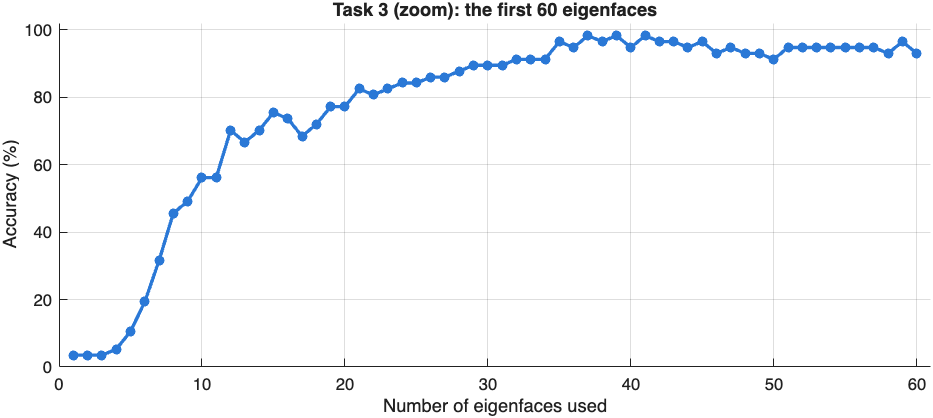 Task 3 (zoom): the first 60 eigenfaces
Accuracy (%)
100
80
60
40
20
0
0 10 20 30 40 50 60
Number of eigenfaces used